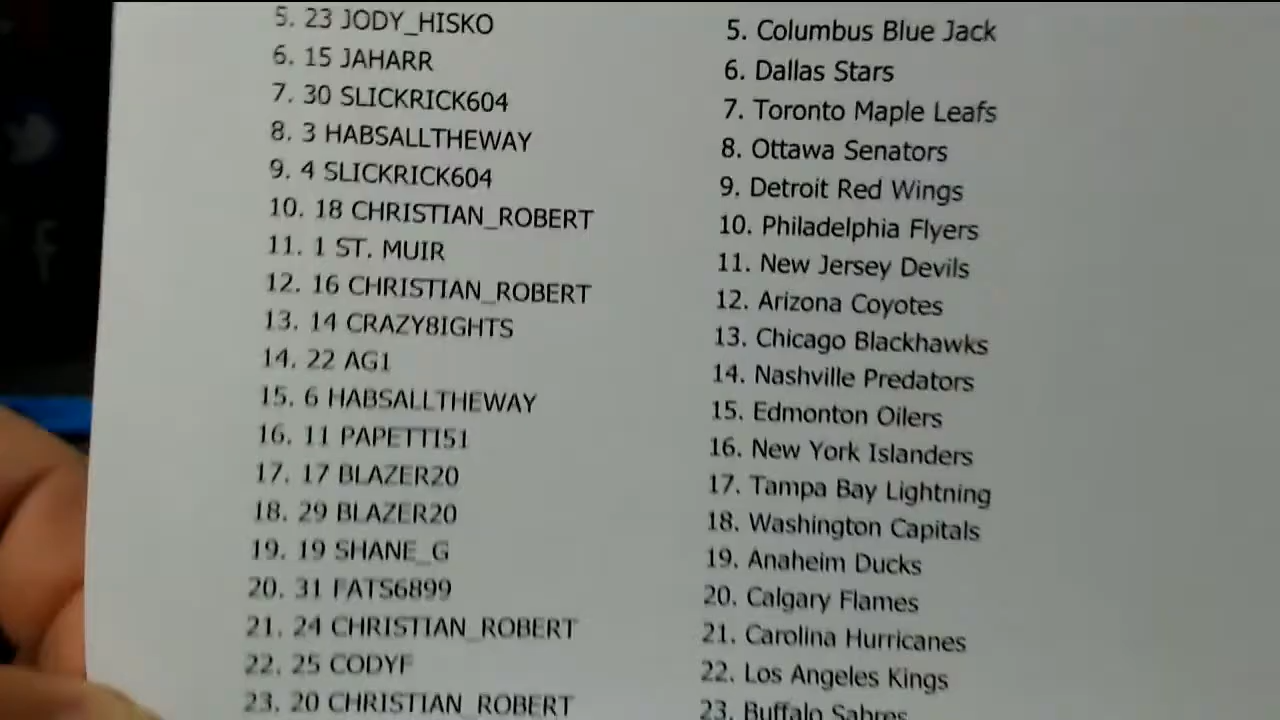 5. 23 JODY_HISKO
6. 15 JAHARR
7. 30 SLICKRICK604
8. 3 HABSALLTHEWAY
9. 4 SLICKRICK604
10. 18 CHRISTIAN_ROBERT
11. 1 ST. MUIR
12. 16 CHRISTIAN_ROBERT
13. 14 CRAZY8IGHTS
14. 22 AG1
15. 6 HABSALLTHEWAY
16. 11 PAPETTI51
17. 17 BLAZER20
18. 29 BLAZER20
19. 19 SHANE_G
20. 31 FATS6899
21. 24 CHRISTIAN_ROBERT
22. 25 CODYF
23. 20 CHRISTIAN_ROBERT
5. Columbus Blue Jack
6. Dallas Stars
7. Toronto Maple Leafs
8. Ottawa Senators
9. Detroit Red Wings
10. Philadelphia Flyers
11. New Jersey Devils
12. Arizona Coyotes
13. Chicago Blackhawks
14. Nashville Predators
15. Edmonton Oilers
16. New York Islanders
17. Tampa Bay Lightning
18. Washington Capitals
19. Anaheim Ducks
20. Calgary Flames
21. Carolina Hurricanes
22. Los Angeles Kings
23. Buffalo Sabres